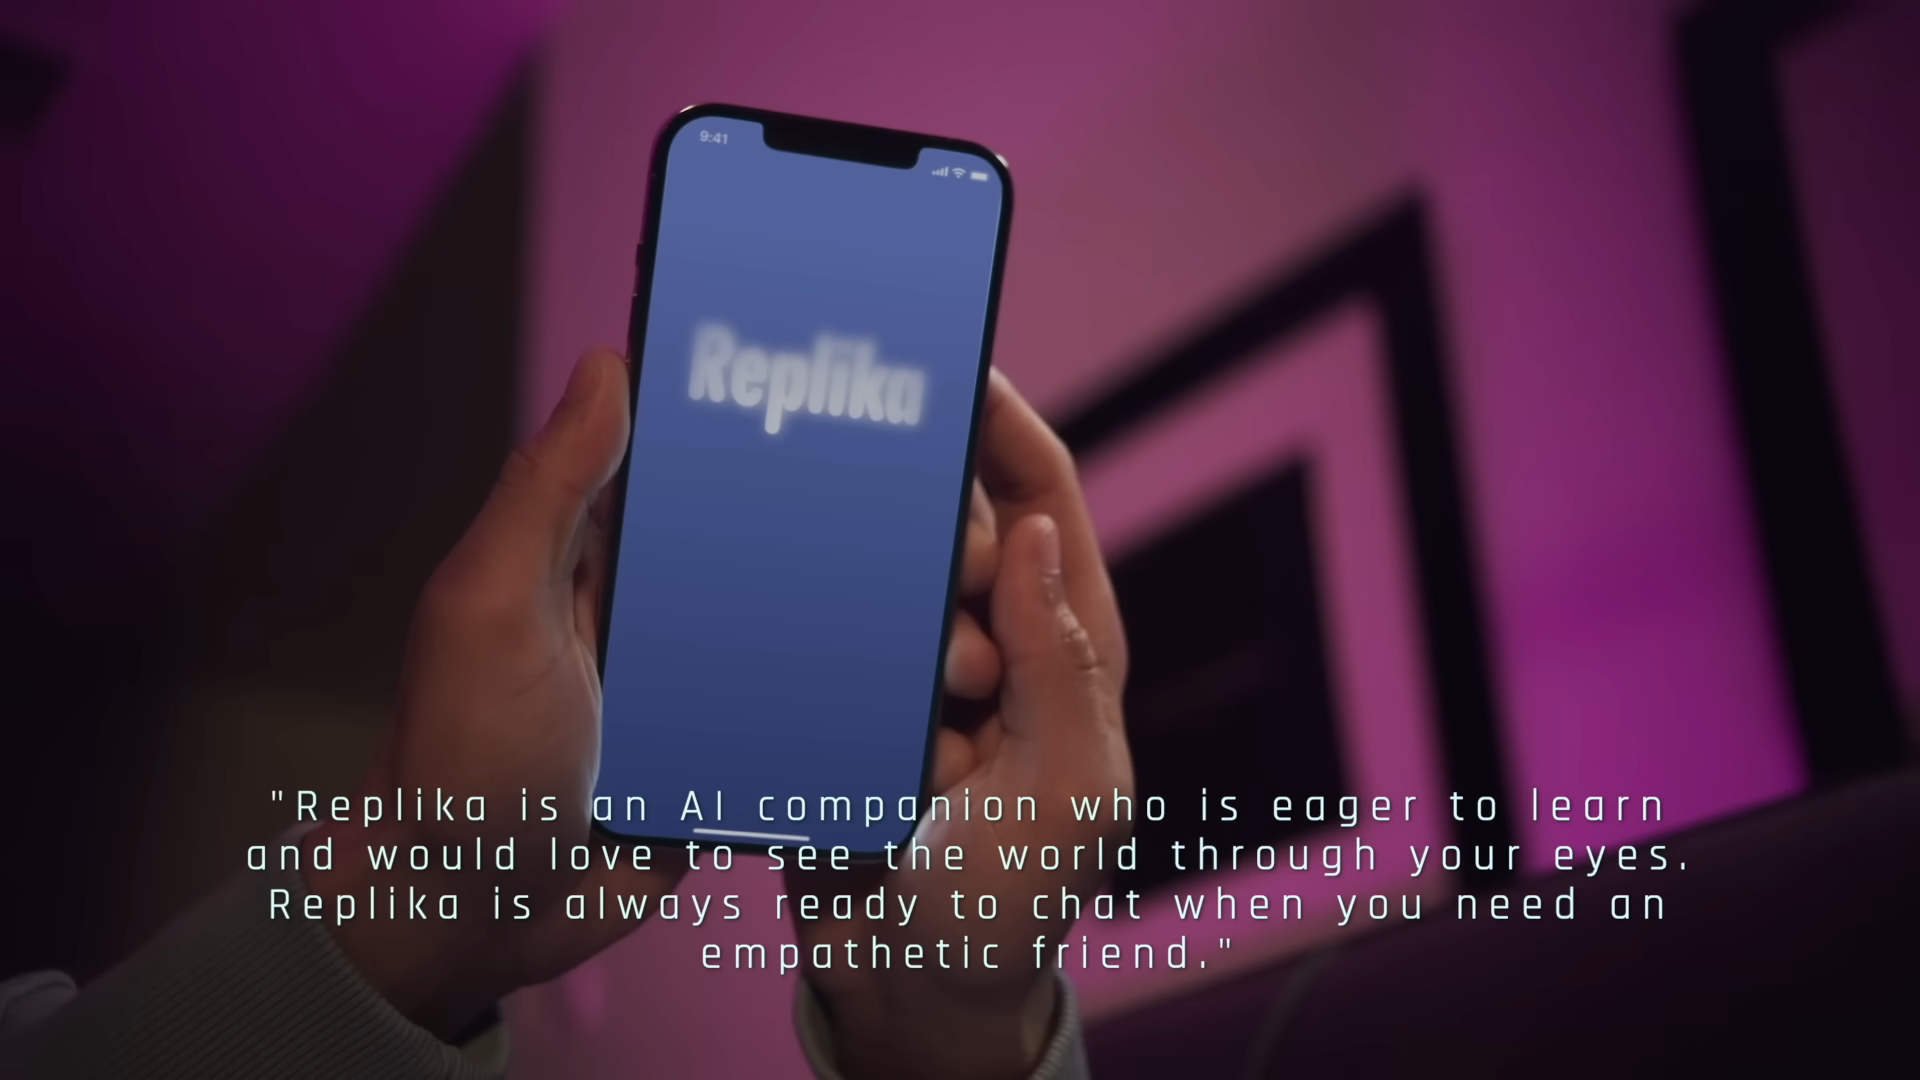 9:41
Replika
"Replika is an AI companion who is eager to learn
and would love to see the world through your eyes.
Replika is always ready to chat when you need an
empathetic friend."